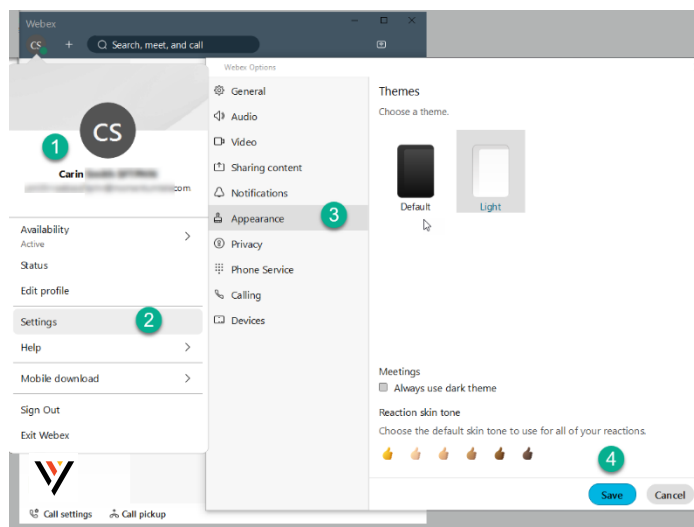 Webex
CS
Search, meet, and call
1
CS
Carin
com
Availability
Active
Status
Edit profile
Settings
2
Help
Mobile download
Sign Out
Exit Webex
Call settings
Call pickup
Webex Options
General
Audio
Video
Sharing content
Notifications
Appearance
3
Privacy
Phone Service
Calling
Devices
Themes
Choose a theme.
Default
Light
Meetings
Always use dark theme
Reaction skin tone
Choose the default skin tone to use for all of your reactions.
4
Save
Cancel